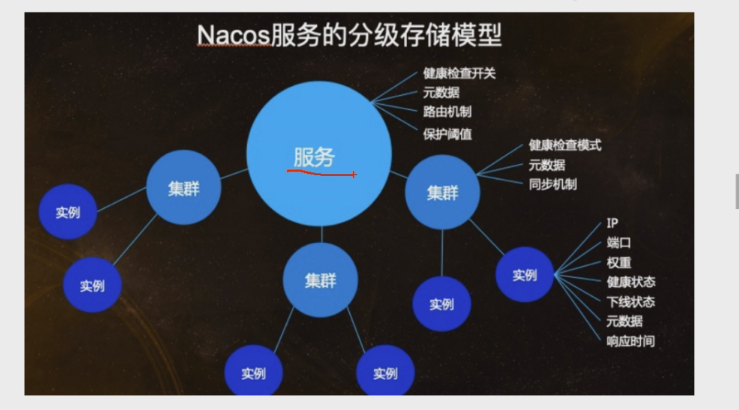 Nacos服务的分级存储模型
健康检查开关
元数据
路由机制
保护阈值
服务
健康检查模式
元数据
同步机制
集群
集群
实例
IP
端口
权重
健康状态
下线状态
元数据
响应时间
实例
集群
实例
实例
实例
实例